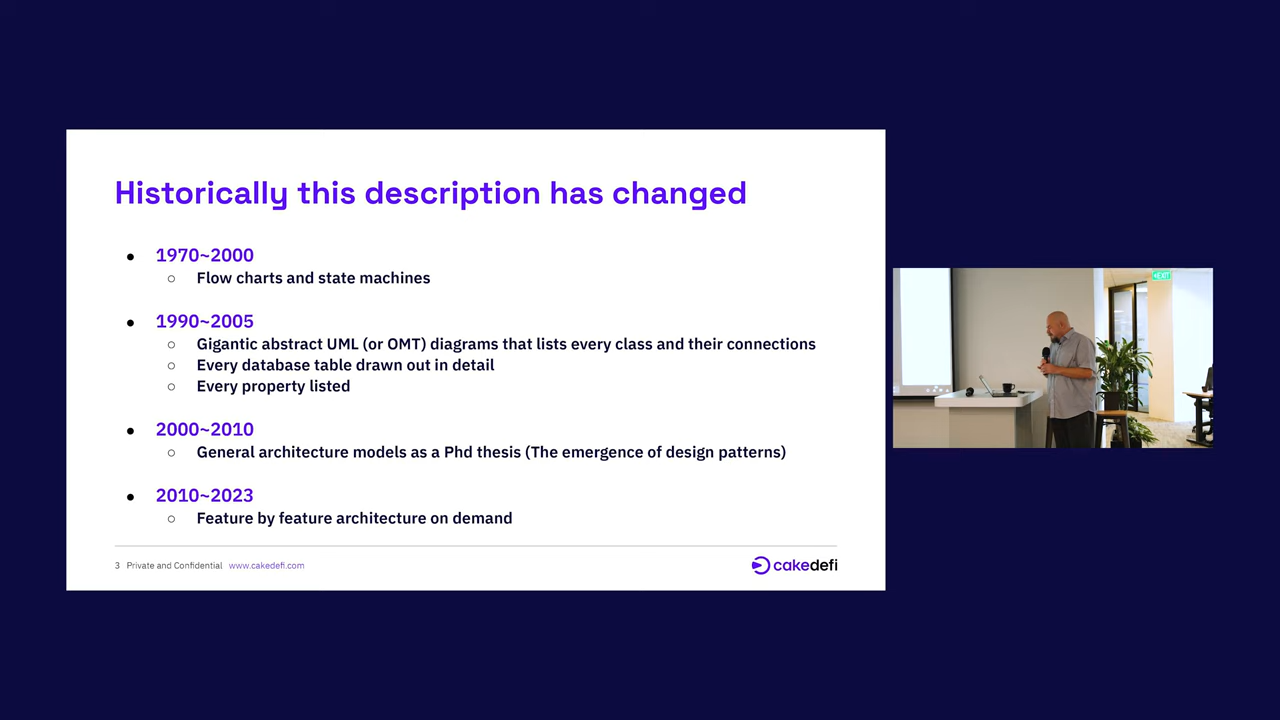 Historically this description has changed
● 1970~2000
○ Flow charts and state machines
● 1990~2005
○ Gigantic abstract UML (or OMT) diagrams that lists every class and their connections
○ Every database table drawn out in detail
○ Every property listed
● 2000~2010
○ General architecture models as a Phd thesis (The emergence of design patterns)
● 2010~2023
○ Feature by feature architecture on demand
3 Private and Confidential www.cakedefi.com
cakedefi
EXIT